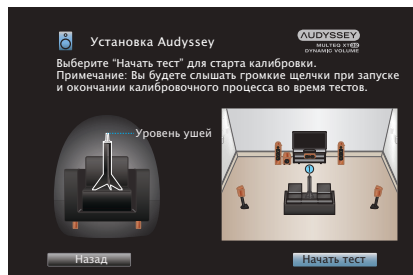 Установка Audyssey
AUDYSSEY
MULTEQ XT32
DYNAMIC VOLUME
Выберите “Начать тест” для старта калибровки.
Примечание: Вы будете слышать громкие щелчки при запуске
и окончании калибровочного процесса во время тестов.
Уровень ушей
1
Назад
Начать тест